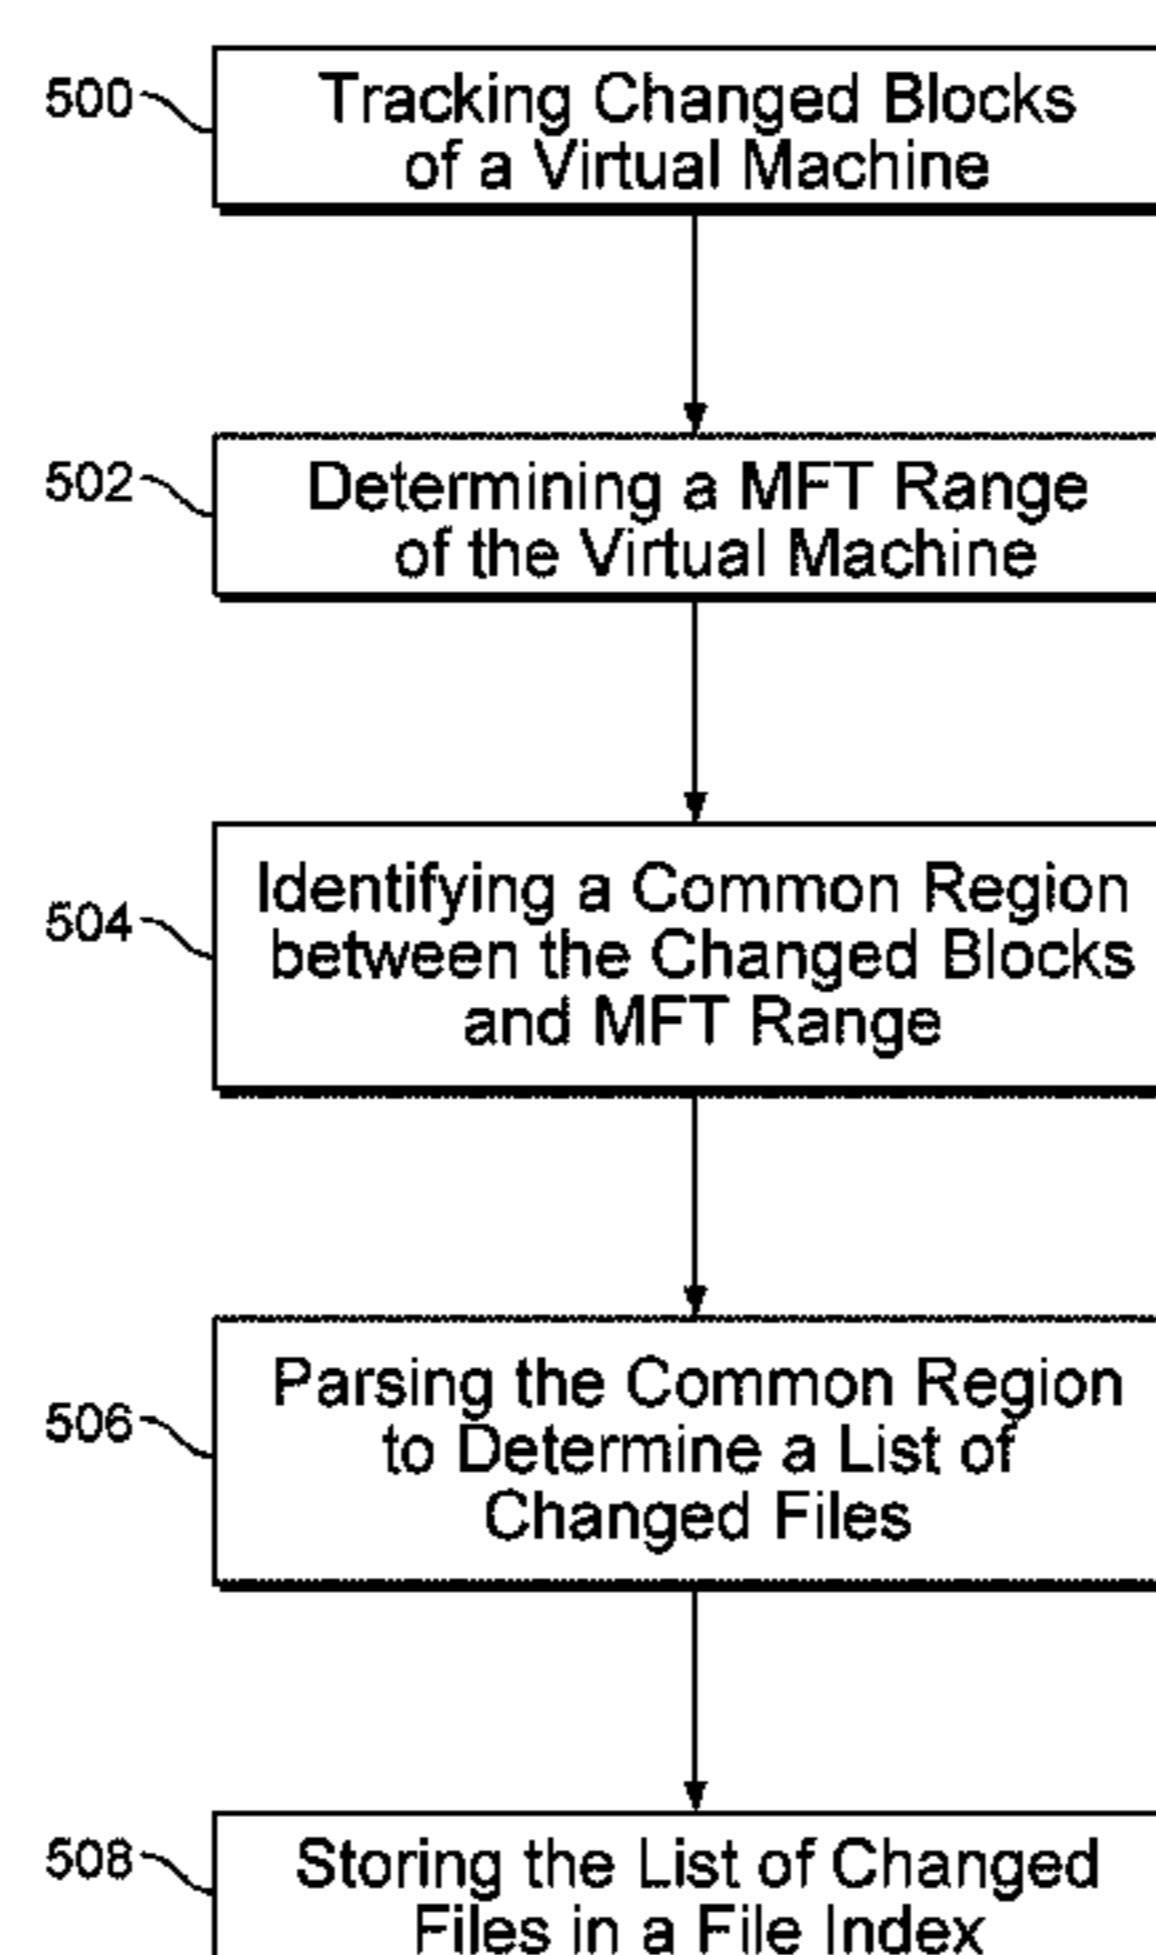 500
Tracking Changed Blocks
of a Virtual Machine
502
Determining a MFT Range
of the Virtual Machine
504
Identifying a Common Region
between the Changed Blocks
and MFT Range
506
Parsing the Common Region
to Determine a List of
Changed Files
508
Storing the List of Changed
Files in a File Index